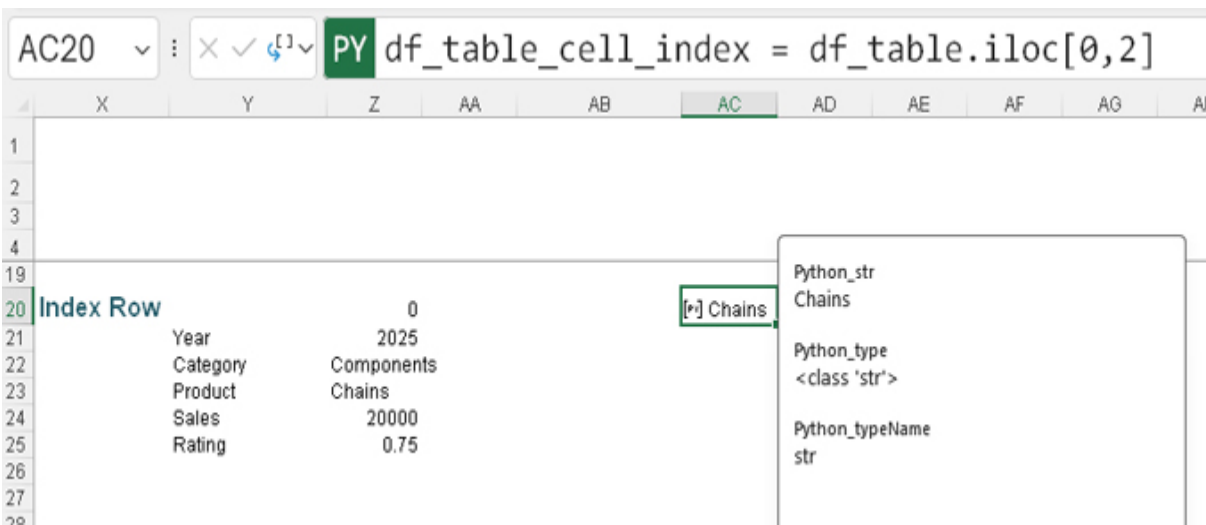 AC20 PY df_table_cell_index = df_table.iloc[0,2]
X Y Z AA AB AC AD AE AF AG
1
2
3
4
19
20 Index Row 0 Chains
21 Year 2025
22 Category Components
23 Product Chains
24 Sales 20000
25 Rating 0.75
26
27
28
Python_str
Chains
Python_type
<class 'str'>
Python_typeName
str